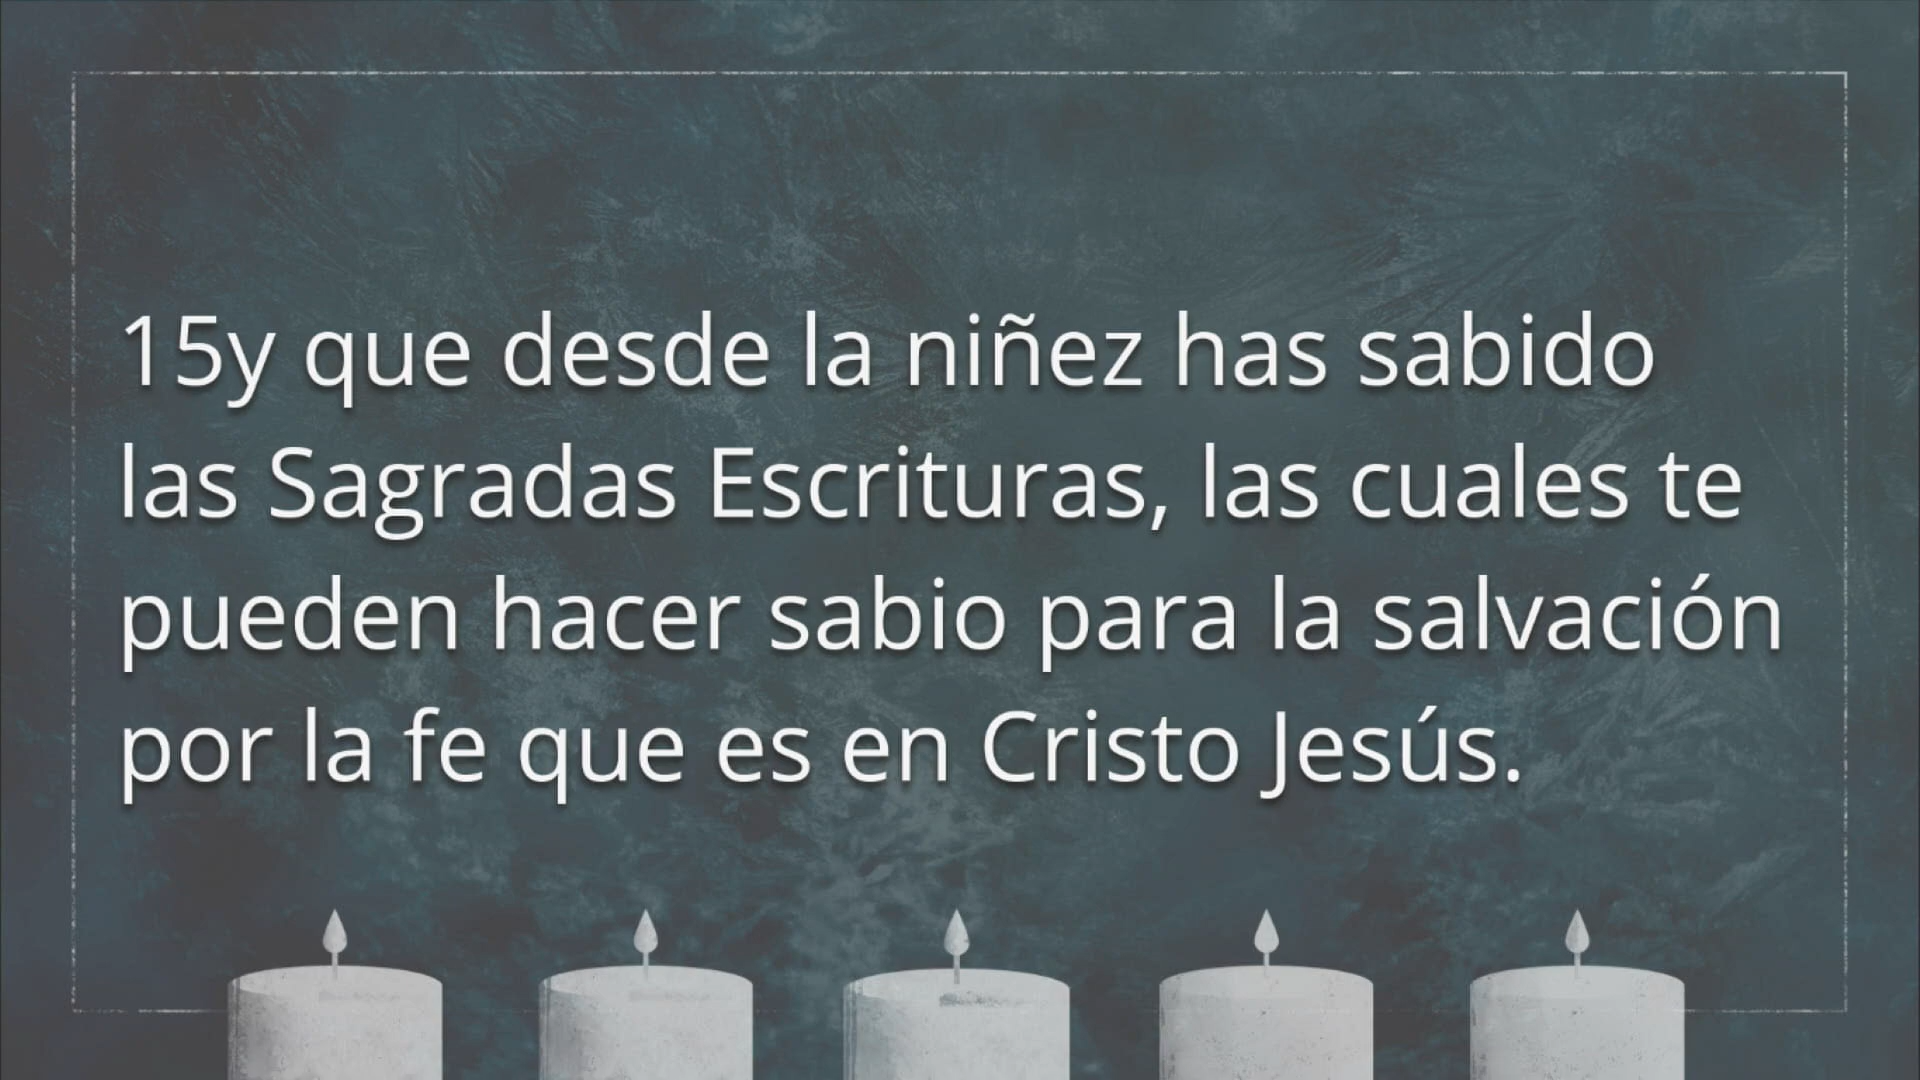 15y que desde la niñez has sabido
las Sagradas Escrituras, las cuales te
pueden hacer sabio para la salvación
por la fe que es en Cristo Jesús.